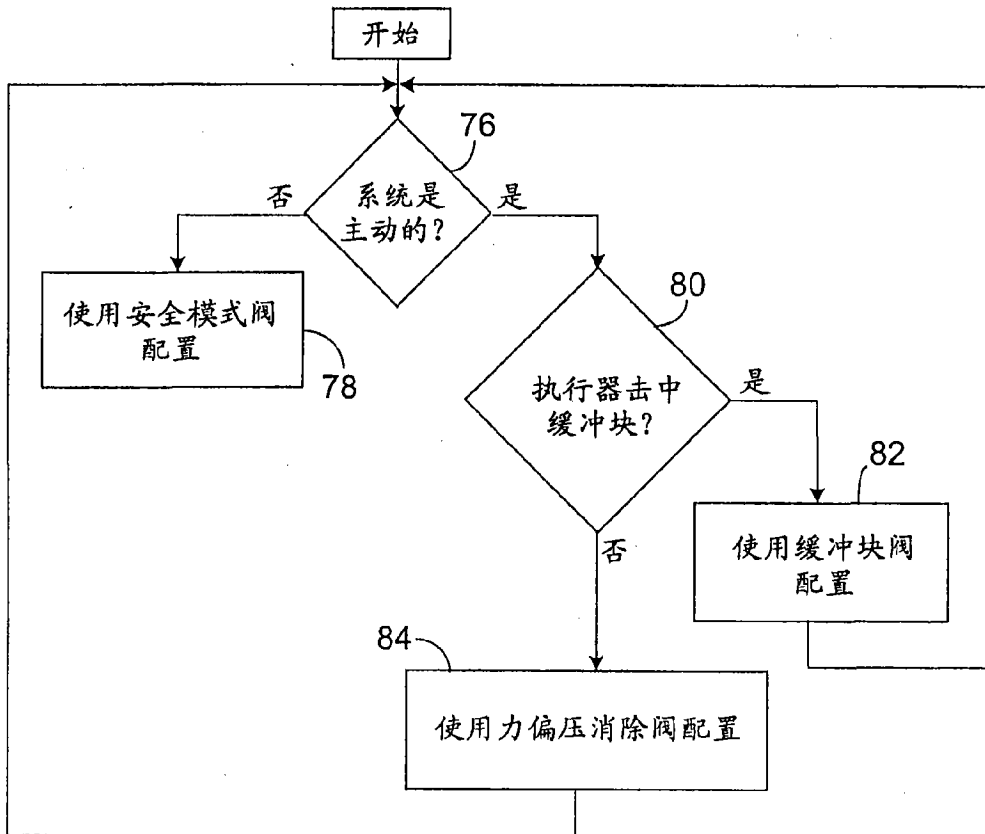 开始
76
否
系统是
主动的？
是
使用安全模式阀
配置
78
80
执行器击中
缓冲块？
是
82
否
使用缓冲块阀
配置
84
使用力偏压消除阀配置